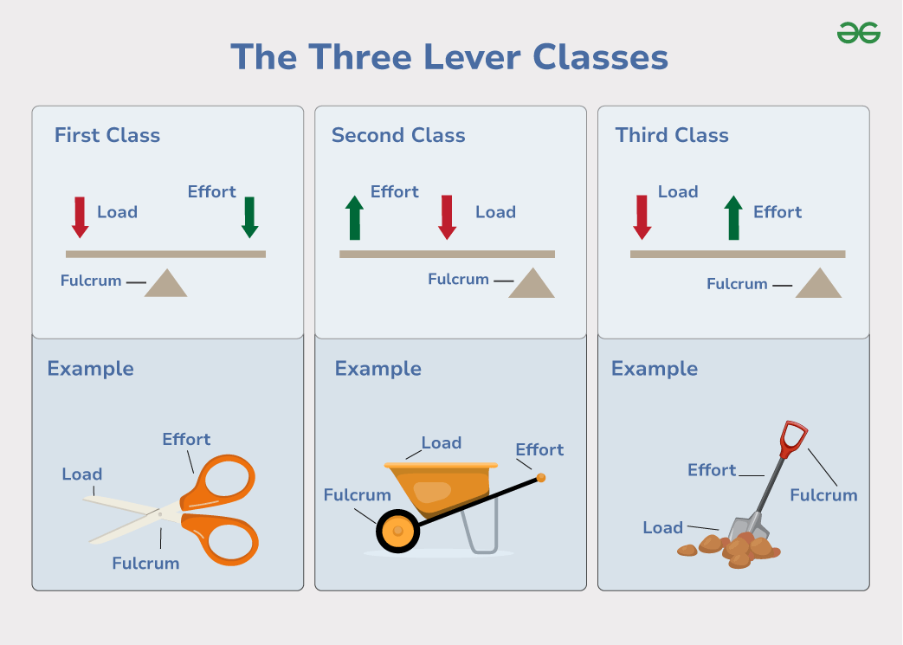 The Three Lever Classes
First Class
Load
Effort
Fulcrum
Example
Effort
Load
Fulcrum
Second Class
Effort
Load
Fulcrum
Example
Load
Effort
Fulcrum
Third Class
Load
Effort
Fulcrum
Example
Effort
Fulcrum
Load